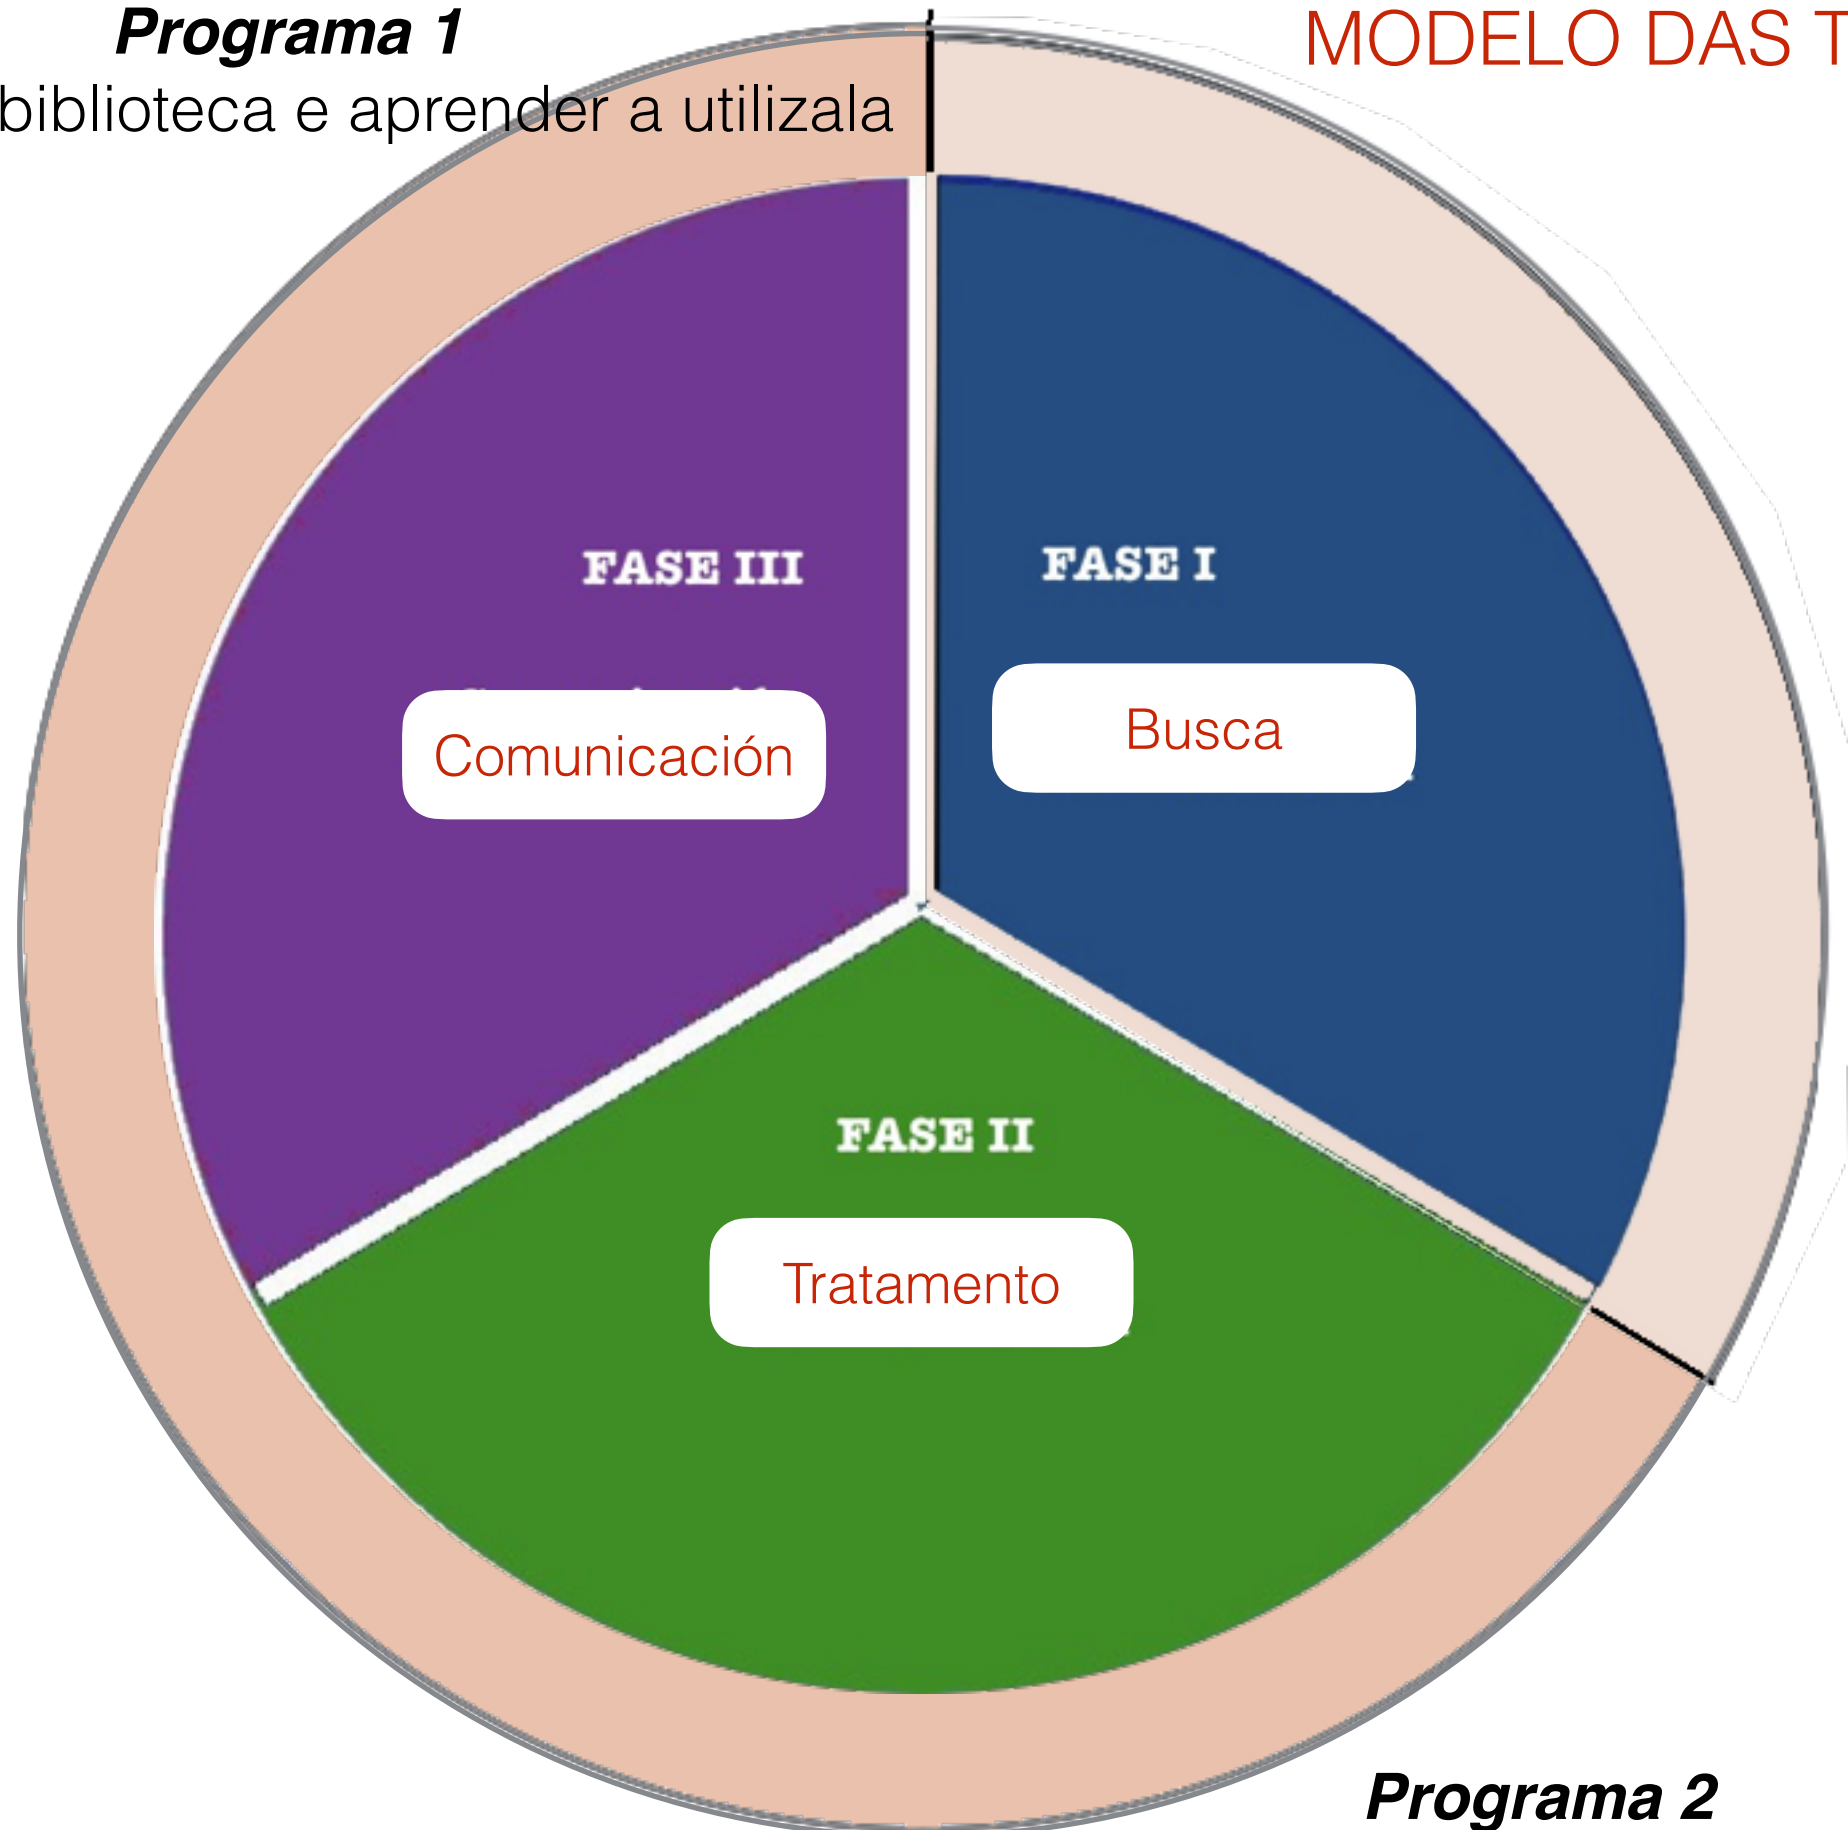 Programa 1
MODELO DAS T
biblioteca e aprender a utilizala
FASE III
FASE I
Comunicación
Busca
FASE II
Tratamento
Programa 2